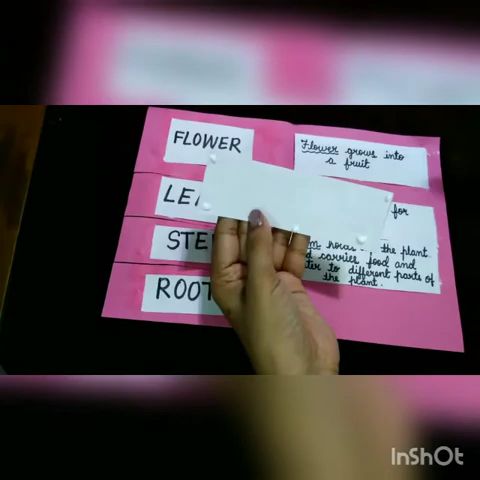 FLOWER
Flower grows into
a fruit
LE
for
STE
horas the plant
carries food and
to different parts of
the plant.
ROOT
InShOt